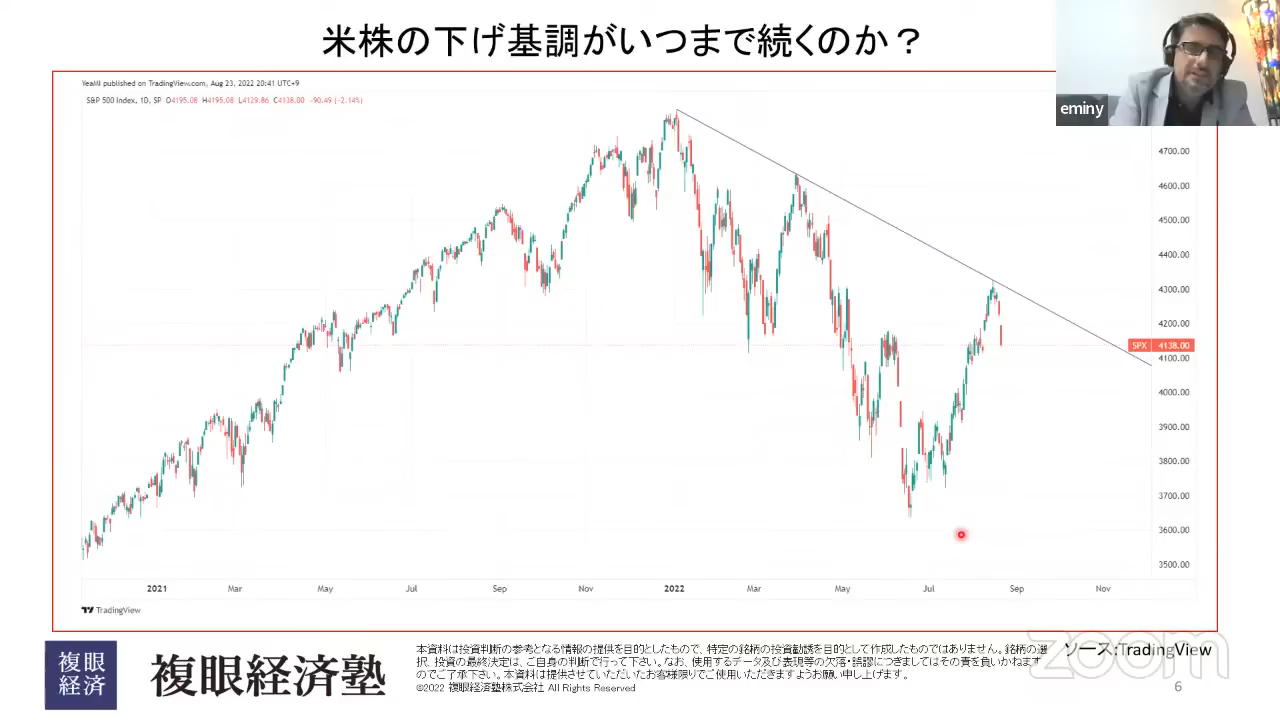 米株の下げ基調がいつまで続くのか？
eminy
YeaMl published on TradingView.com, Aug 23, 2022 20:41 UTC+9
S&P 500 Index, 1D, SP O4195.08 H4195.08 L4129.86 C4138.00 -90.49 (-2.14%)
4700.00
4600.00
4500.00
4400.00
4300.00
4200.00
SPX 4138.00
4100.00
4000.00
3900.00
3800.00
3700.00
3600.00
3500.00
2021 Mar May Jul Sep Nov 2022 Mar May Jul Sep Nov
TradingView
複眼
経済
複眼経済塾
本資料は投資判断の参考となる情報の提供を目的としたもので、特定の銘柄の投資勧誘を目的として作成したものではありません。銘柄の選
択、投資の最終決定は、ご自身の判断で行って下さい。なお、使用するデータ及び表現等の欠落・誤謬につきましてはその責を負いかねます
のでご了承下さい。本資料は提供させていただいたお客様限りでご使用いただきますようお願い申し上げます。
©2022 複眼経済塾株式会社 All Rights Reserved
ソース:TradingView
zoom
6